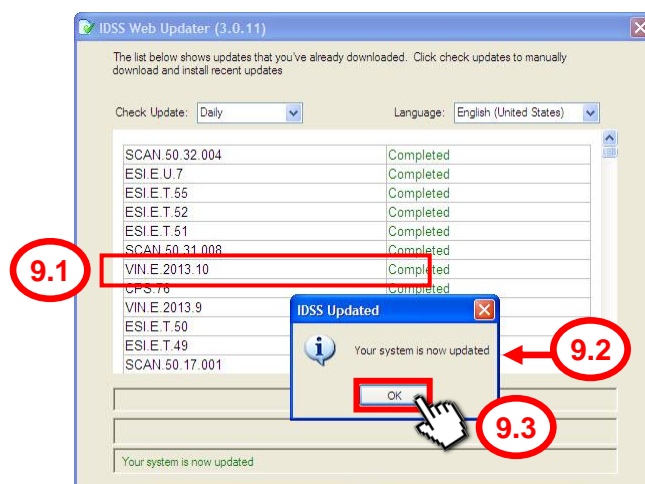 IDSS Web Updater (3.0.11)
The list below shows updates that you've already downloaded. Click check updates to manually
download and install recent updates
Check Update: Daily Language: English (United States)
SCAN.50.32.004 Completed
ESI.E.U.7 Completed
ESI.E.T.55 Completed
ESI.E.T.52 Completed
ESI.E.T.51 Completed
SCAN.50.31.008 Completed
9.1 VIN.E.2013.10 Completed
CPS.76 Completed
VIN.E.2013.9
IDSS Updated
ESI.E.T.50
ESI.E.T.49
Your system is now updated 9.2
SCAN.50.17.001
OK
9.3
Your system is now updated